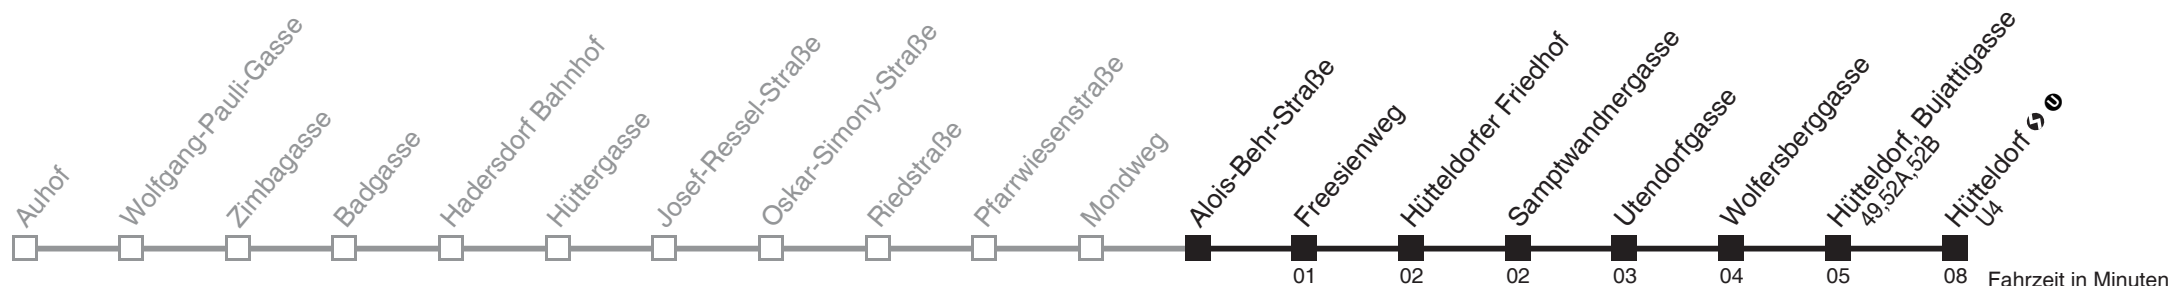 Auhof
Wolfgang-Pauli-Gasse
Zimbagasse
Badgasse
Hadersdorf Bahnhof
Hüttergasse
Josef-Ressel-Straße
Oskar-Simony-Straße
Riedstraße
Pfarrwiesenstraße
Mondweg
Alois-Behr-Straße
Freesienweg
Hütteldorfer Friedhof
Samptwandnergasse
Utendorfgasse
Wolfersberggasse
Hütteldorf, Bujattigasse
49,52A,52B
Hütteldorf S U
U4
01 02 02 03 04 05 08 Fahrzeit in Minuten